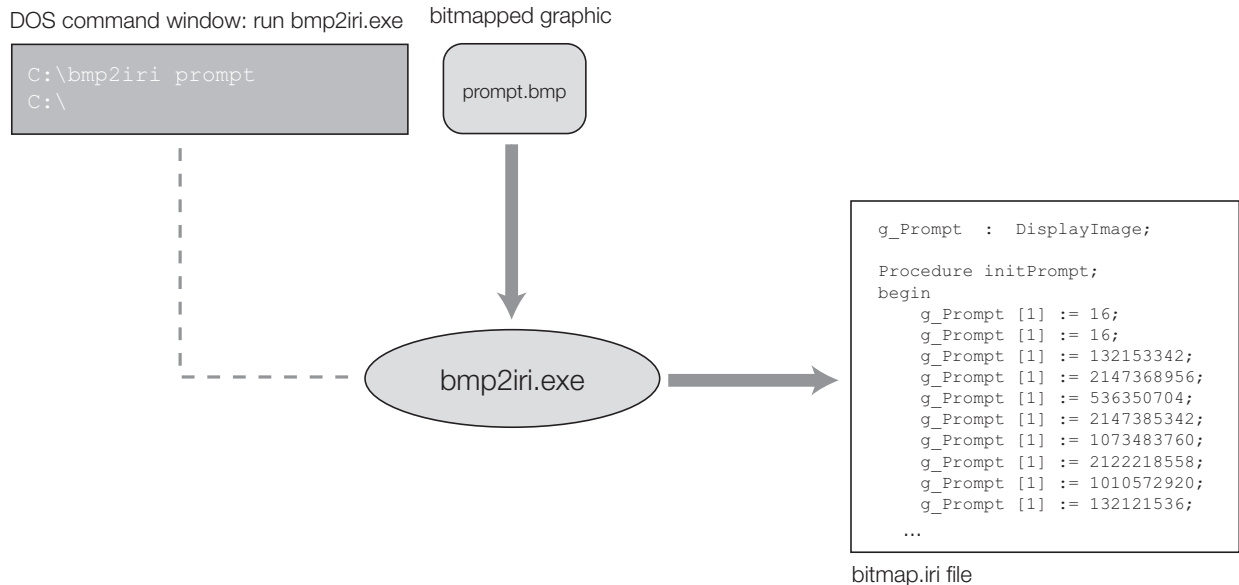 DOS command window: run bmp2iri.exe
C:\bmp2iri prompt
C:\
bitmapped graphic
prompt.bmp
bmp2iri.exe
g_Prompt : DisplayImage;
Procedure initPrompt;
begin
g_Prompt [1] := 16;
g_Prompt [1] := 16;
g_Prompt [1] := 132153342;
g_Prompt [1] := 2147368956;
g_Prompt [1] := 536350704;
g_Prompt [1] := 2147385342;
g_Prompt [1] := 1073483760;
g_Prompt [1] := 2122218558;
g_Prompt [1] := 1010572920;
g_Prompt [1] := 132121536;
...
bitmap.iri file